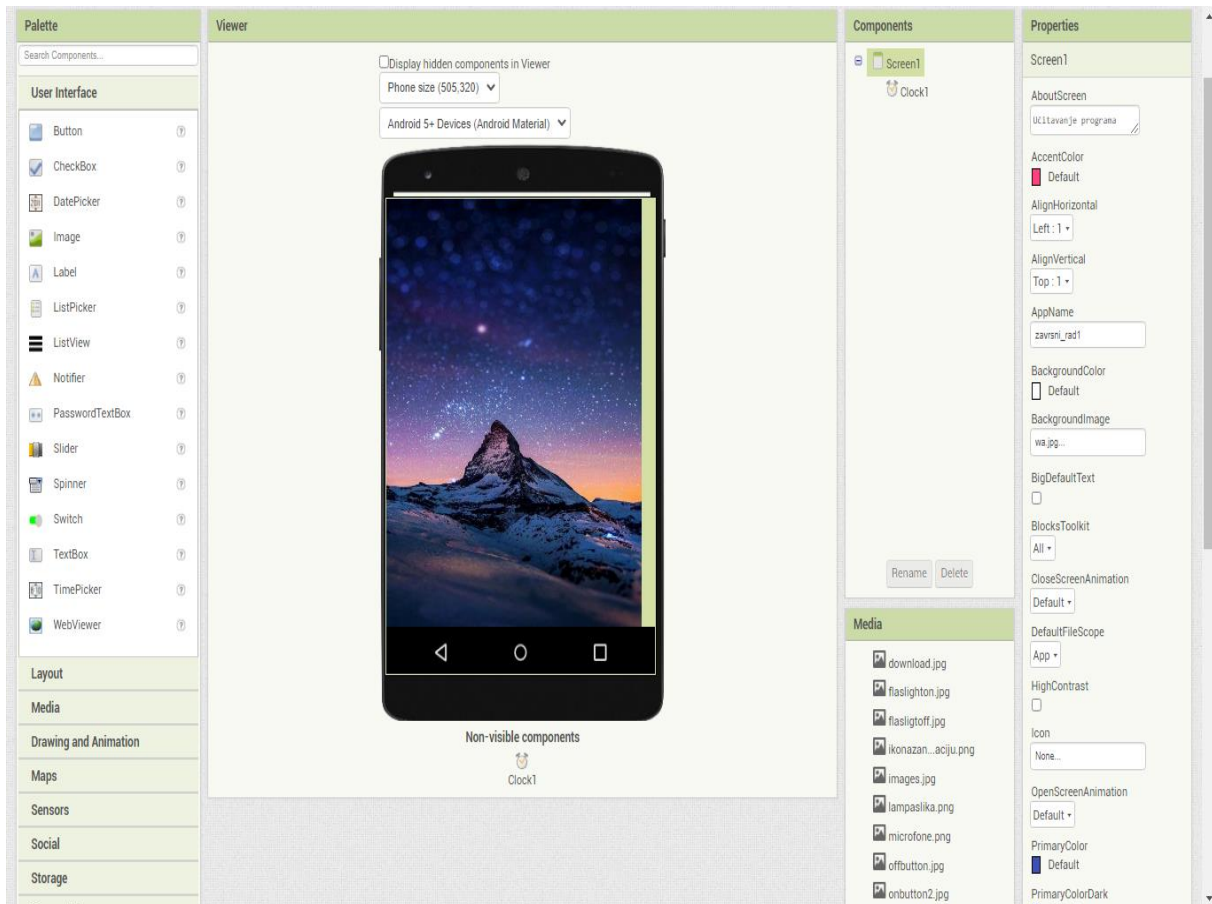 Palette
Search Components...
User Interface
Button
CheckBox
DatePicker
Image
Label
ListPicker
ListView
Notifier
PasswordTextBox
Slider
Spinner
Switch
TextBox
TimePicker
WebViewer
Layout
Media
Drawing and Animation
Maps
Sensors
Social
Storage
Viewer
Display hidden components in Viewer
Phone size (505,320)
Android 5+ Devices (Android Material)
Non-visible components
Clock1
Components
Screen1
Clock1
Rename Delete
Media
download.jpg
flaslighton.jpg
flasligtoff.jpg
ikonazan...aciju.png
images.jpg
lampaslika.png
microfone.png
offbutton.jpg
onbutton2.jpg
Properties
Screen1
AboutScreen
Učitavanje programa
AccentColor
Default
AlignHorizontal
Left : 1
AlignVertical
Top : 1
AppName
zavrsni_rad1
BackgroundColor
Default
BackgroundImage
wa.jpg...
BigDefaultText
BlocksToolkit
All
CloseScreenAnimation
Default
DefaultFileScope
App
HighContrast
Icon
None...
OpenScreenAnimation
Default
PrimaryColor
Default
PrimaryColorDark